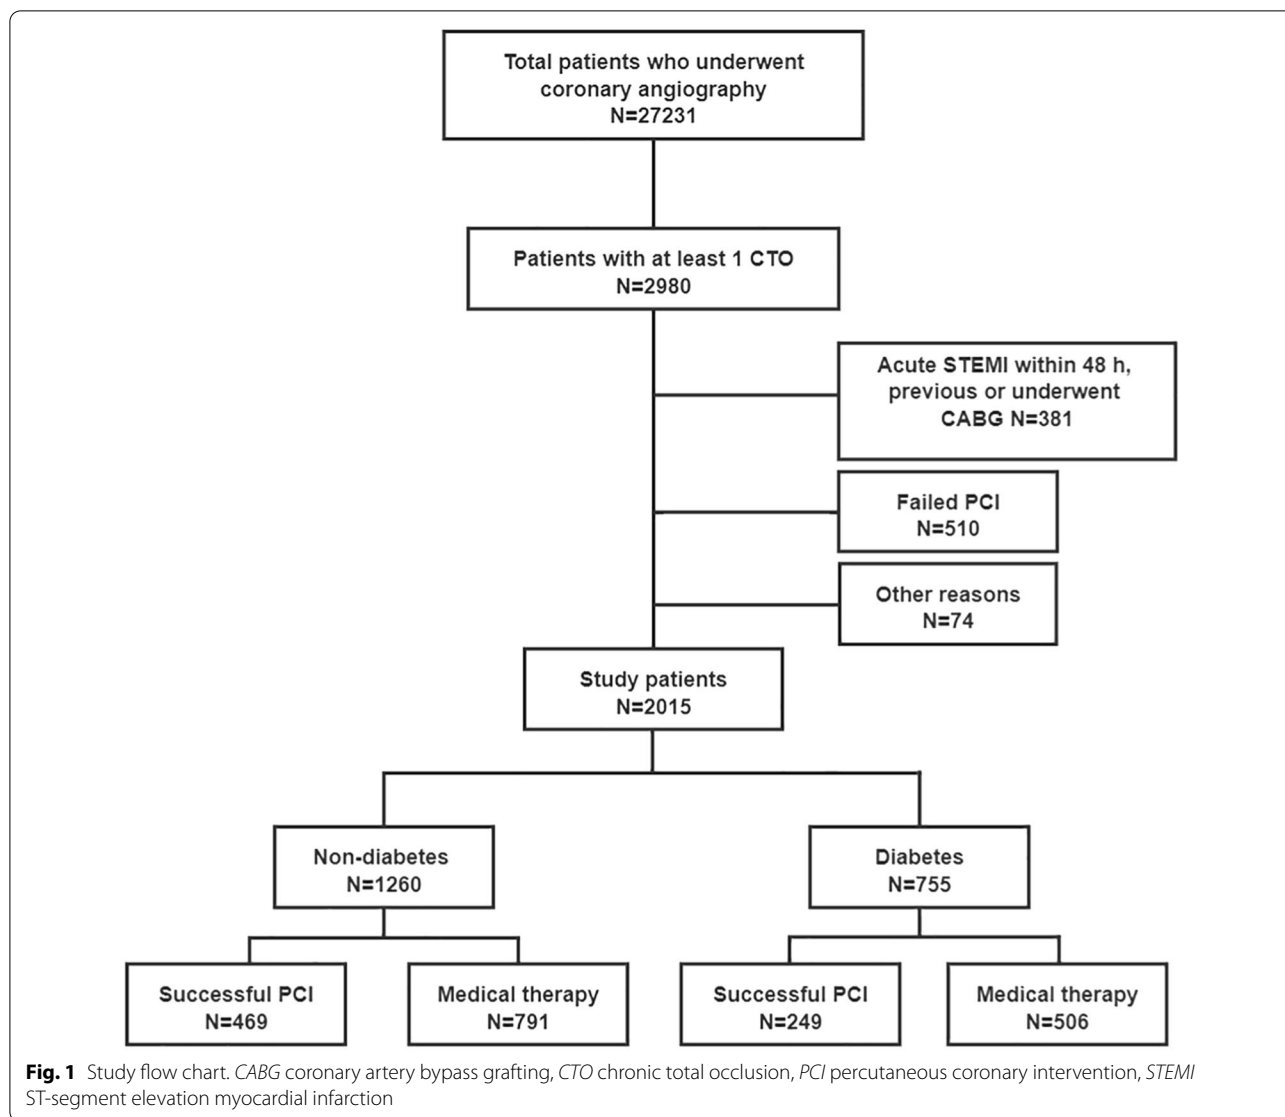 Total patients who underwent
coronary angiography
N=27231
Patients with at least 1 CTO
N=2980
Acute STEMI within 48 h,
previous or underwent
CABG N=381
Failed PCI
N=510
Other reasons
N=74
Study patients
N=2015
Non-diabetes
N=1260
Diabetes
N=755
Successful PCI
N=469
Medical therapy
N=791
Successful PCI
N=249
Medical therapy
N=506
Fig. 1 Study flow chart. CABG coronary artery bypass grafting, CTO chronic total occlusion, PCI percutaneous coronary intervention, STEMI
ST-segment elevation myocardial infarction